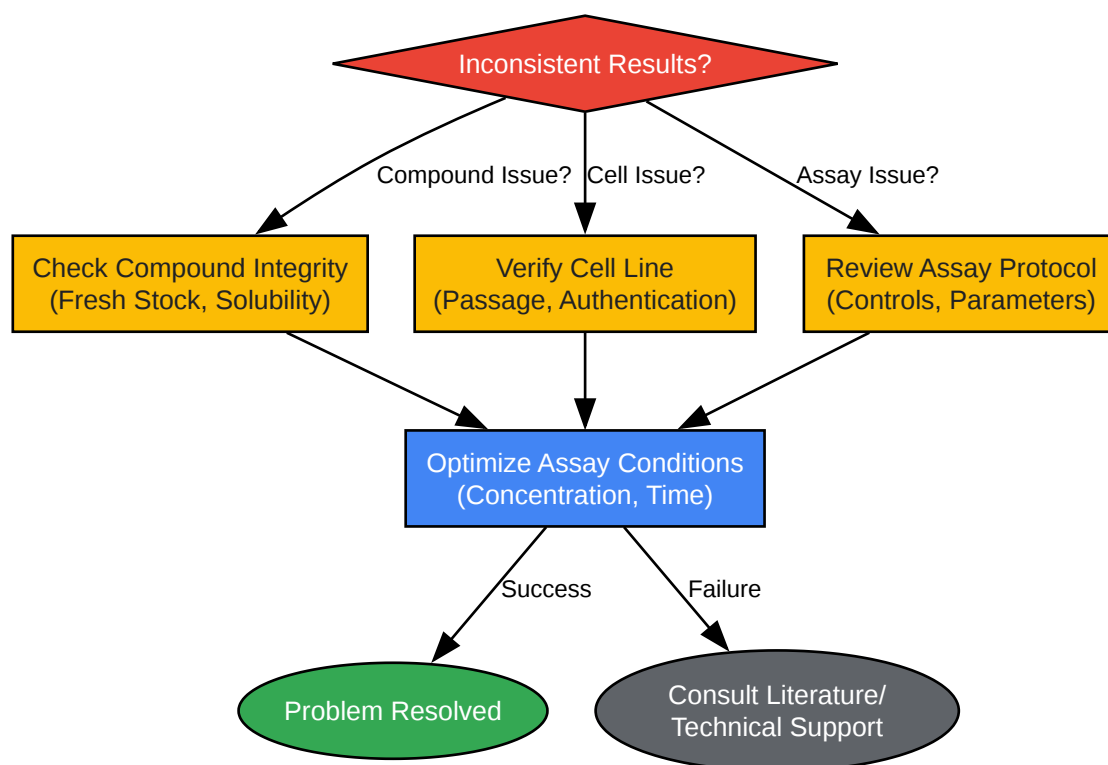 Inconsistent Results?
Compound Issue?
Cell Issue?
Assay Issue?
Check Compound Integrity
(Fresh Stock, Solubility)
Verify Cell Line
(Passage, Authentication)
Review Assay Protocol
(Controls, Parameters)
Optimize Assay Conditions
(Concentration, Time)
Success
Failure
Problem Resolved
Consult Literature/
Technical Support